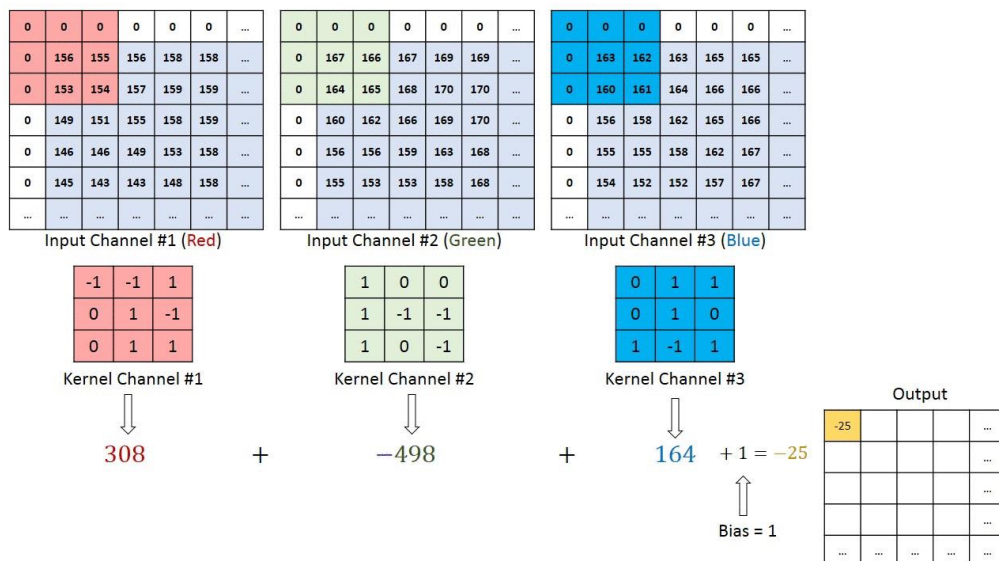 0 0 0 0 0 0 ...
0 156 155 156 158 158 ...
0 153 154 157 159 159 ...
0 149 151 155 158 159 ...
0 146 146 149 153 158 ...
0 145 143 143 148 158 ...
... ... ... ... ... ... ...
Input Channel #1 (Red)
0 0 0 0 0 0 ...
0 167 166 167 169 169 ...
0 164 165 168 170 170 ...
0 160 162 166 169 170 ...
0 156 156 159 163 168 ...
0 155 153 153 158 168 ...
... ... ... ... ... ... ...
Input Channel #2 (Green)
0 0 0 0 0 0 ...
0 163 162 163 165 165 ...
0 160 161 164 166 166 ...
0 156 158 162 165 166 ...
0 155 155 158 162 167 ...
0 154 152 152 157 167 ...
... ... ... ... ... ... ...
Input Channel #3 (Blue)
-1 -1 1
0 1 -1
0 1 1
Kernel Channel #1
1 0 0
1 -1 -1
1 0 -1
Kernel Channel #2
0 1 1
0 1 0
1 -1 1
Kernel Channel #3
308 + −498 + 164 + 1 = −25
Bias = 1
Output
-25 ...
...
...
...
... ... ... ... ...